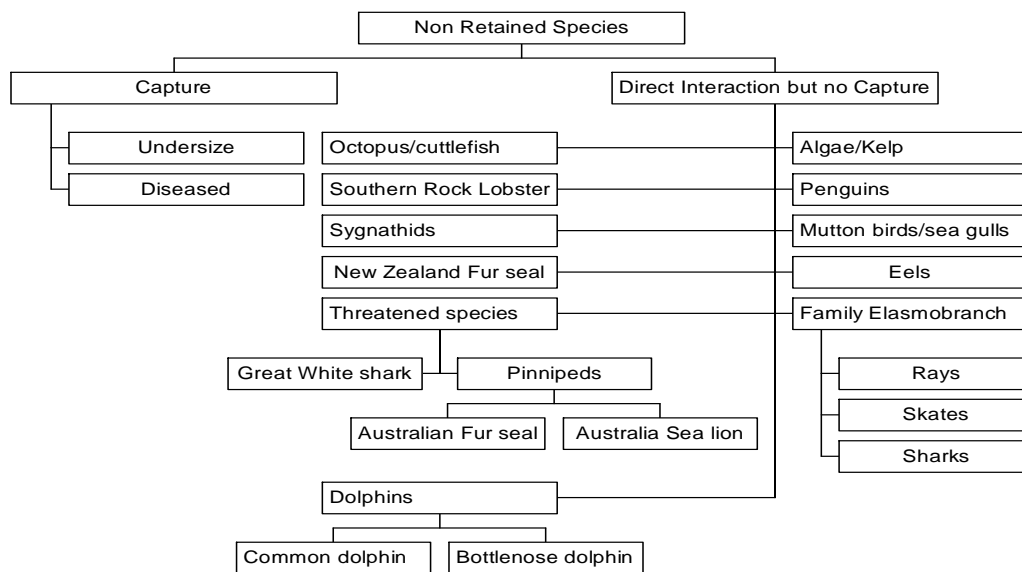 Non Retained Species
Capture
Direct Interaction but no Capture
Undersize
Octopus/cuttlefish
Algae/Kelp
Diseased
Southern Rock Lobster
Penguins
Sygnathids
Mutton birds/sea gulls
New Zealand Fur seal
Eels
Threatened species
Family Elasmobranch
Great White shark
Pinnipeds
Rays
Australian Fur seal
Australia Sea lion
Skates
Sharks
Dolphins
Common dolphin
Bottlenose dolphin